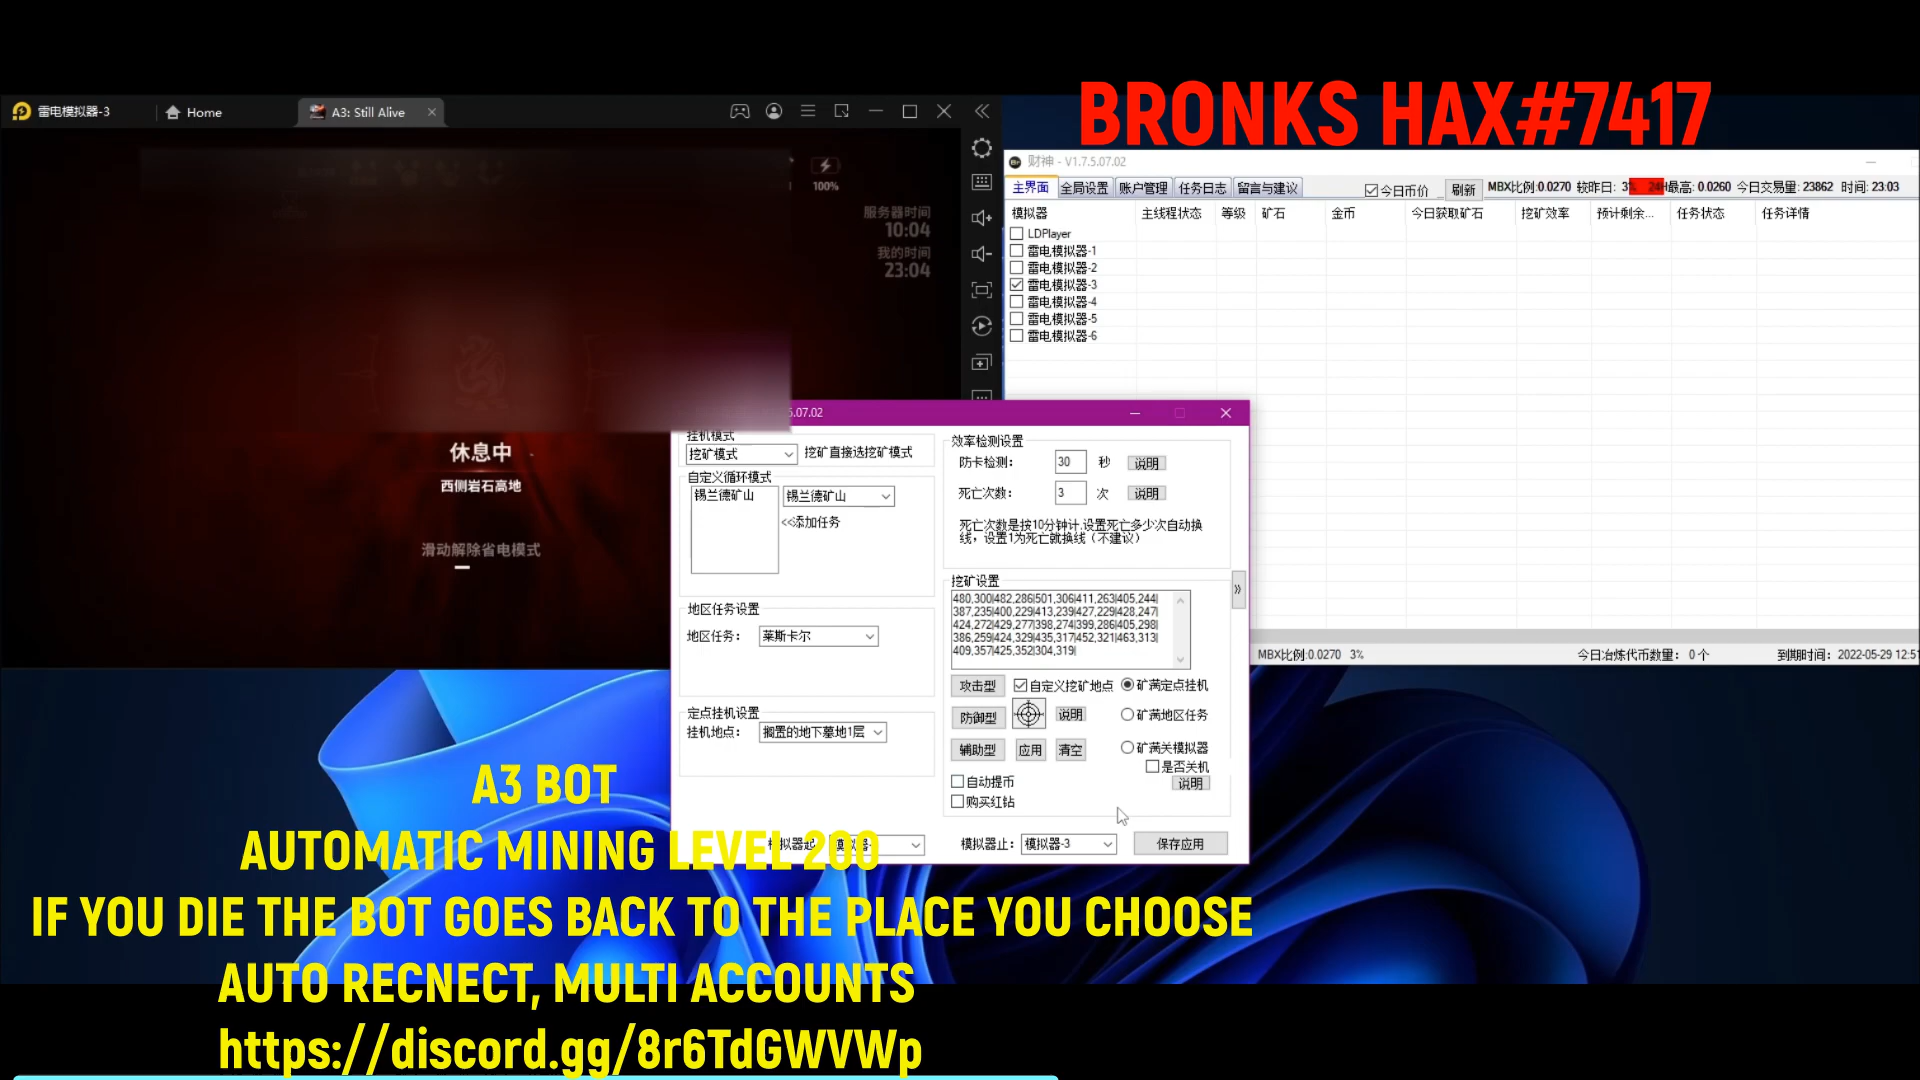 BRONKS HAX#7417
雷电模拟器-3
Home
A3: Still Alive
100%
服务器时间
10:04
我的时间
23:04
休息中
西侧岩石高地
滑动解除省电模式
财神 - V1.7.5.07.02
主界面 全局设置 账户管理 任务日志 留言与建议
今日币价 刷新 MBX比例:0.0270 较昨日: 3% 24H最高: 0.0260 今日交易量: 23862 时间: 23:03
模拟器 主线程状态 等级 矿石 金币 今日获取矿石 挖矿效率 预计剩余... 任务状态 任务详情
LDPlayer
雷电模拟器-1
雷电模拟器-2
雷电模拟器-3
雷电模拟器-4
雷电模拟器-5
雷电模拟器-6
MBX比例:0.0270 3% 今日冶炼代币数量: 0个 到期时间: 2022-05-29 12:51
5.07.02
挂机模式
挖矿模式 挖矿直接选挖矿模式
自定义循环模式
锡兰德矿山 锡兰德矿山
<<添加任务
地区任务设置
地区任务: 莱斯卡尔
定点挂机设置
挂机地点: 搁置的地下墓地1层
效率检测设置
防卡检测: 30 秒 说明
死亡次数: 3 次 说明
死亡次数是按10分钟计,设置死亡多少次自动换
线，设置1为死亡就换线（不建议）
挖矿设置
480,300|482,286|501,306|411,263|405,244|
387,235|400,229|413,239|427,229|428,247|
424,272|429,277|398,274|399,286|405,298|
386,259|424,329|435,317|452,321|463,313|
409,357|425,352|304,319|
攻击型 自定义挖矿地点 矿满定点挂机
防御型 说明 矿满地区任务
辅助型 应用 清空 矿满关模拟器
是否关机
自动提币 说明
购买红钻
模拟器止: 模拟器-3 保存应用
A3 BOT
AUTOMATIC MINING LEVEL 200
IF YOU DIE THE BOT GOES BACK TO THE PLACE YOU CHOOSE
AUTO RECNECT, MULTI ACCOUNTS
https://discord.gg/8r6TdGWVWp